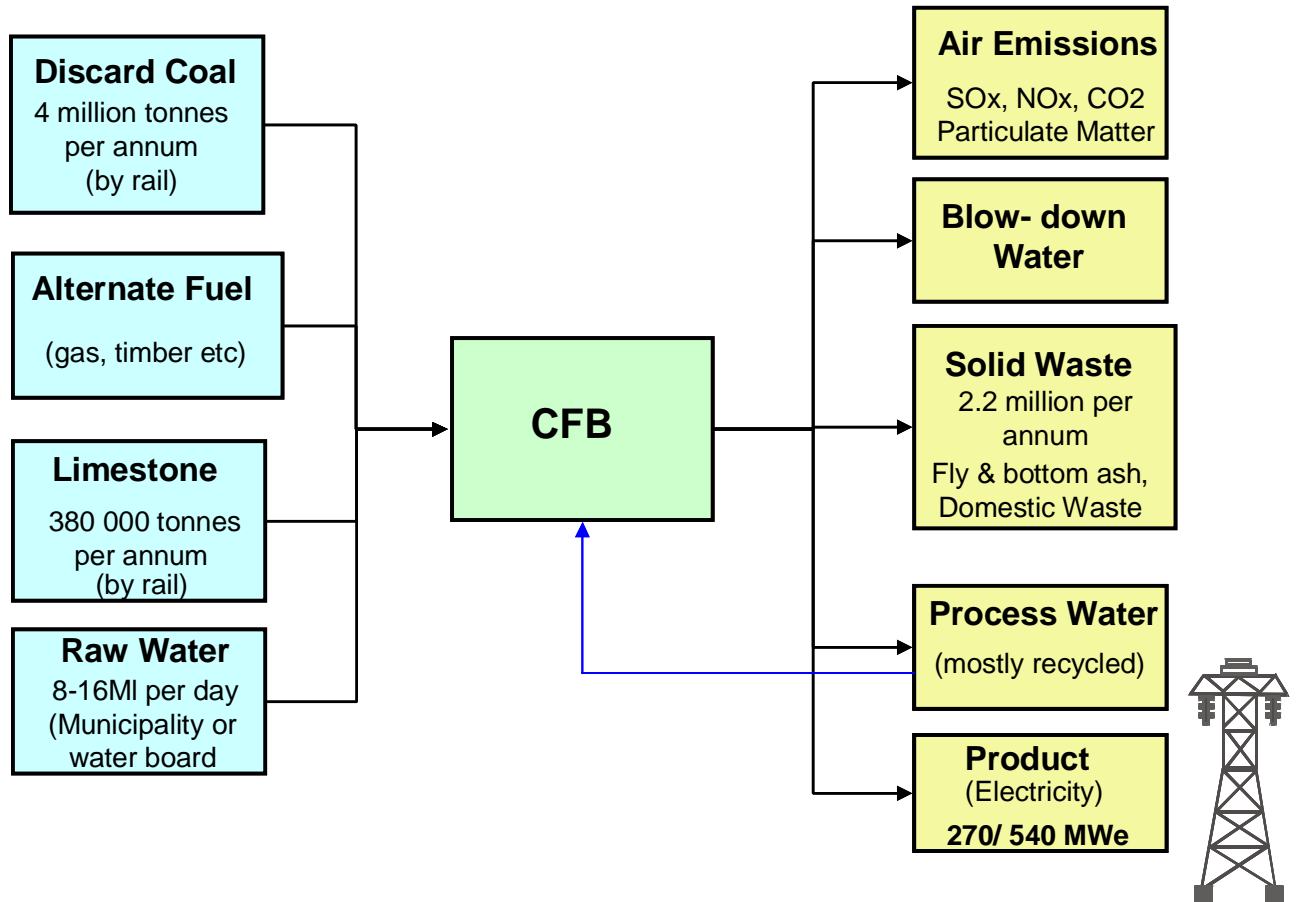 Discard Coal
4 million tonnes
per annum
(by rail)
Alternate Fuel
(gas, timber etc)
Limestone
380 000 tonnes
per annum
(by rail)
Raw Water
8-16Ml per day
(Municipality or
water board
CFB
Air Emissions
SOx, NOx, CO2
Particulate Matter
Blow- down
Water
Solid Waste
2.2 million per
annum
Fly & bottom ash,
Domestic Waste
Process Water
(mostly recycled)
Product
(Electricity)
270/ 540 MWe